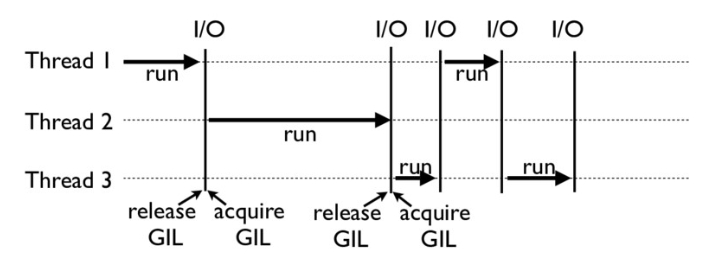 I/O I/O I/O I/O I/O
Thread 1
run run
Thread 2
run
Thread 3
run run
release acquire release acquire
GIL GIL GIL GIL